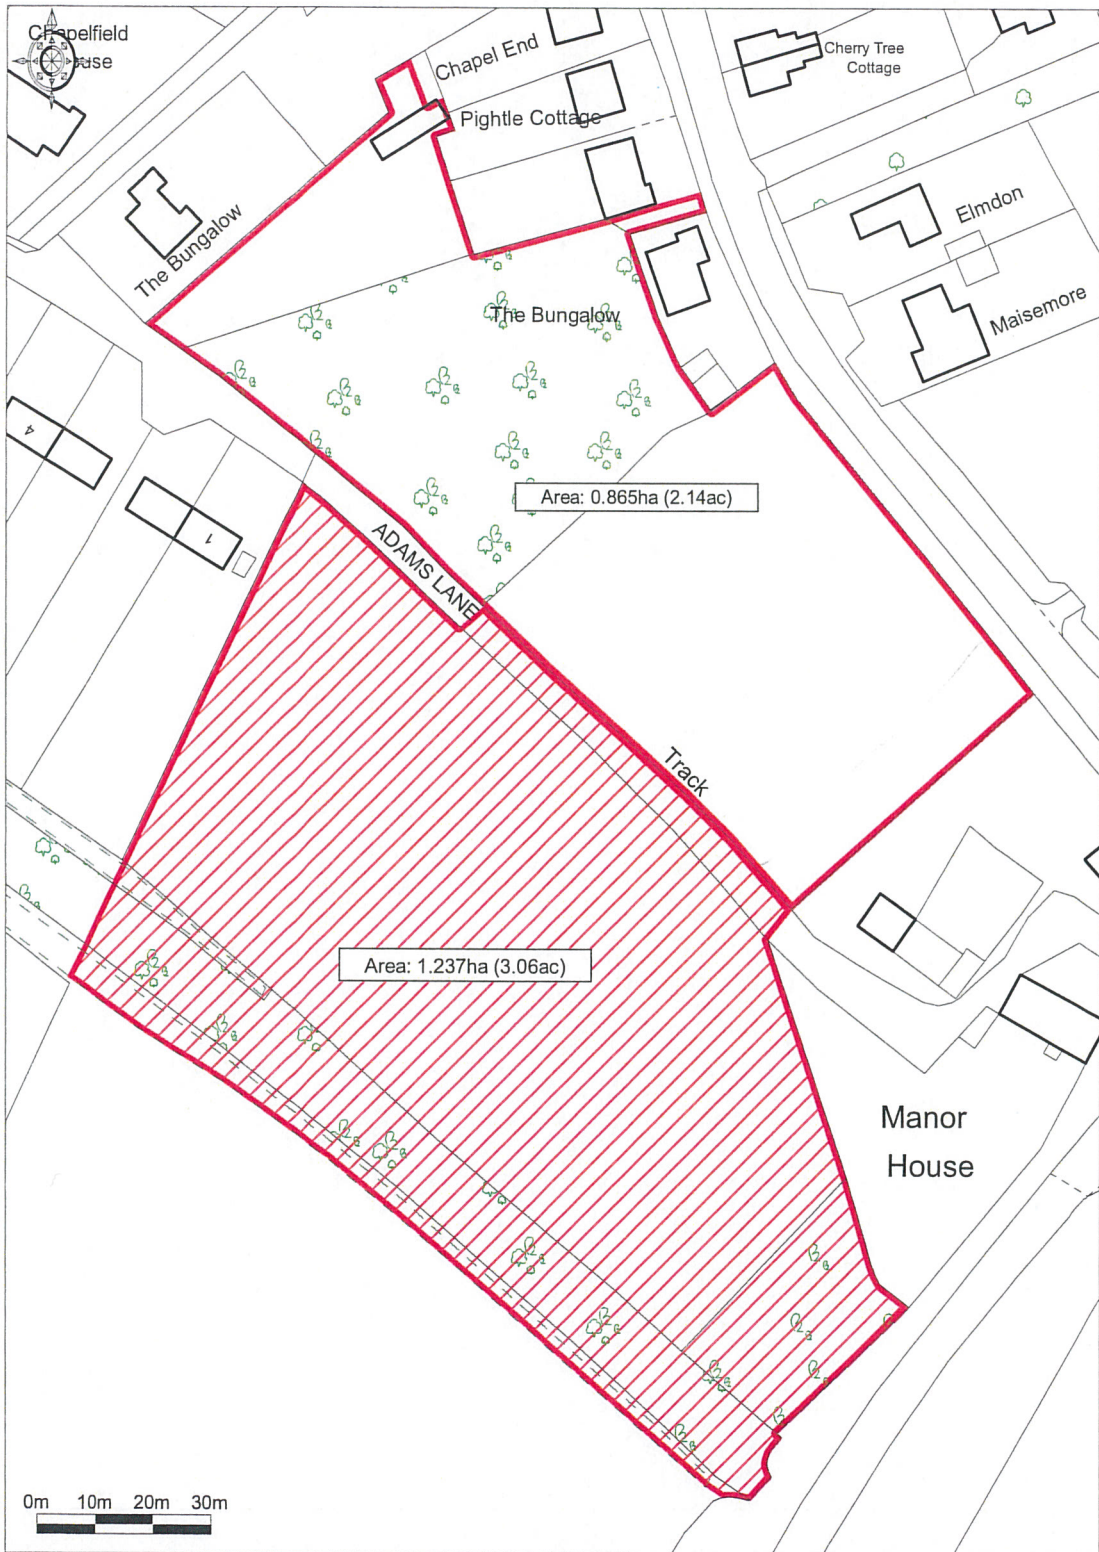 Chapelfield
House
Chapel End
Cherry Tree
Cottage
Pightle Cottage
Elmdon
The Bungalow
The Bungalow
Maisemore
4
1
Area: 0.865ha (2.14ac)
ADAMS LANE
Track
Area: 1.237ha (3.06ac)
Manor
House
0m 10m 20m 30m